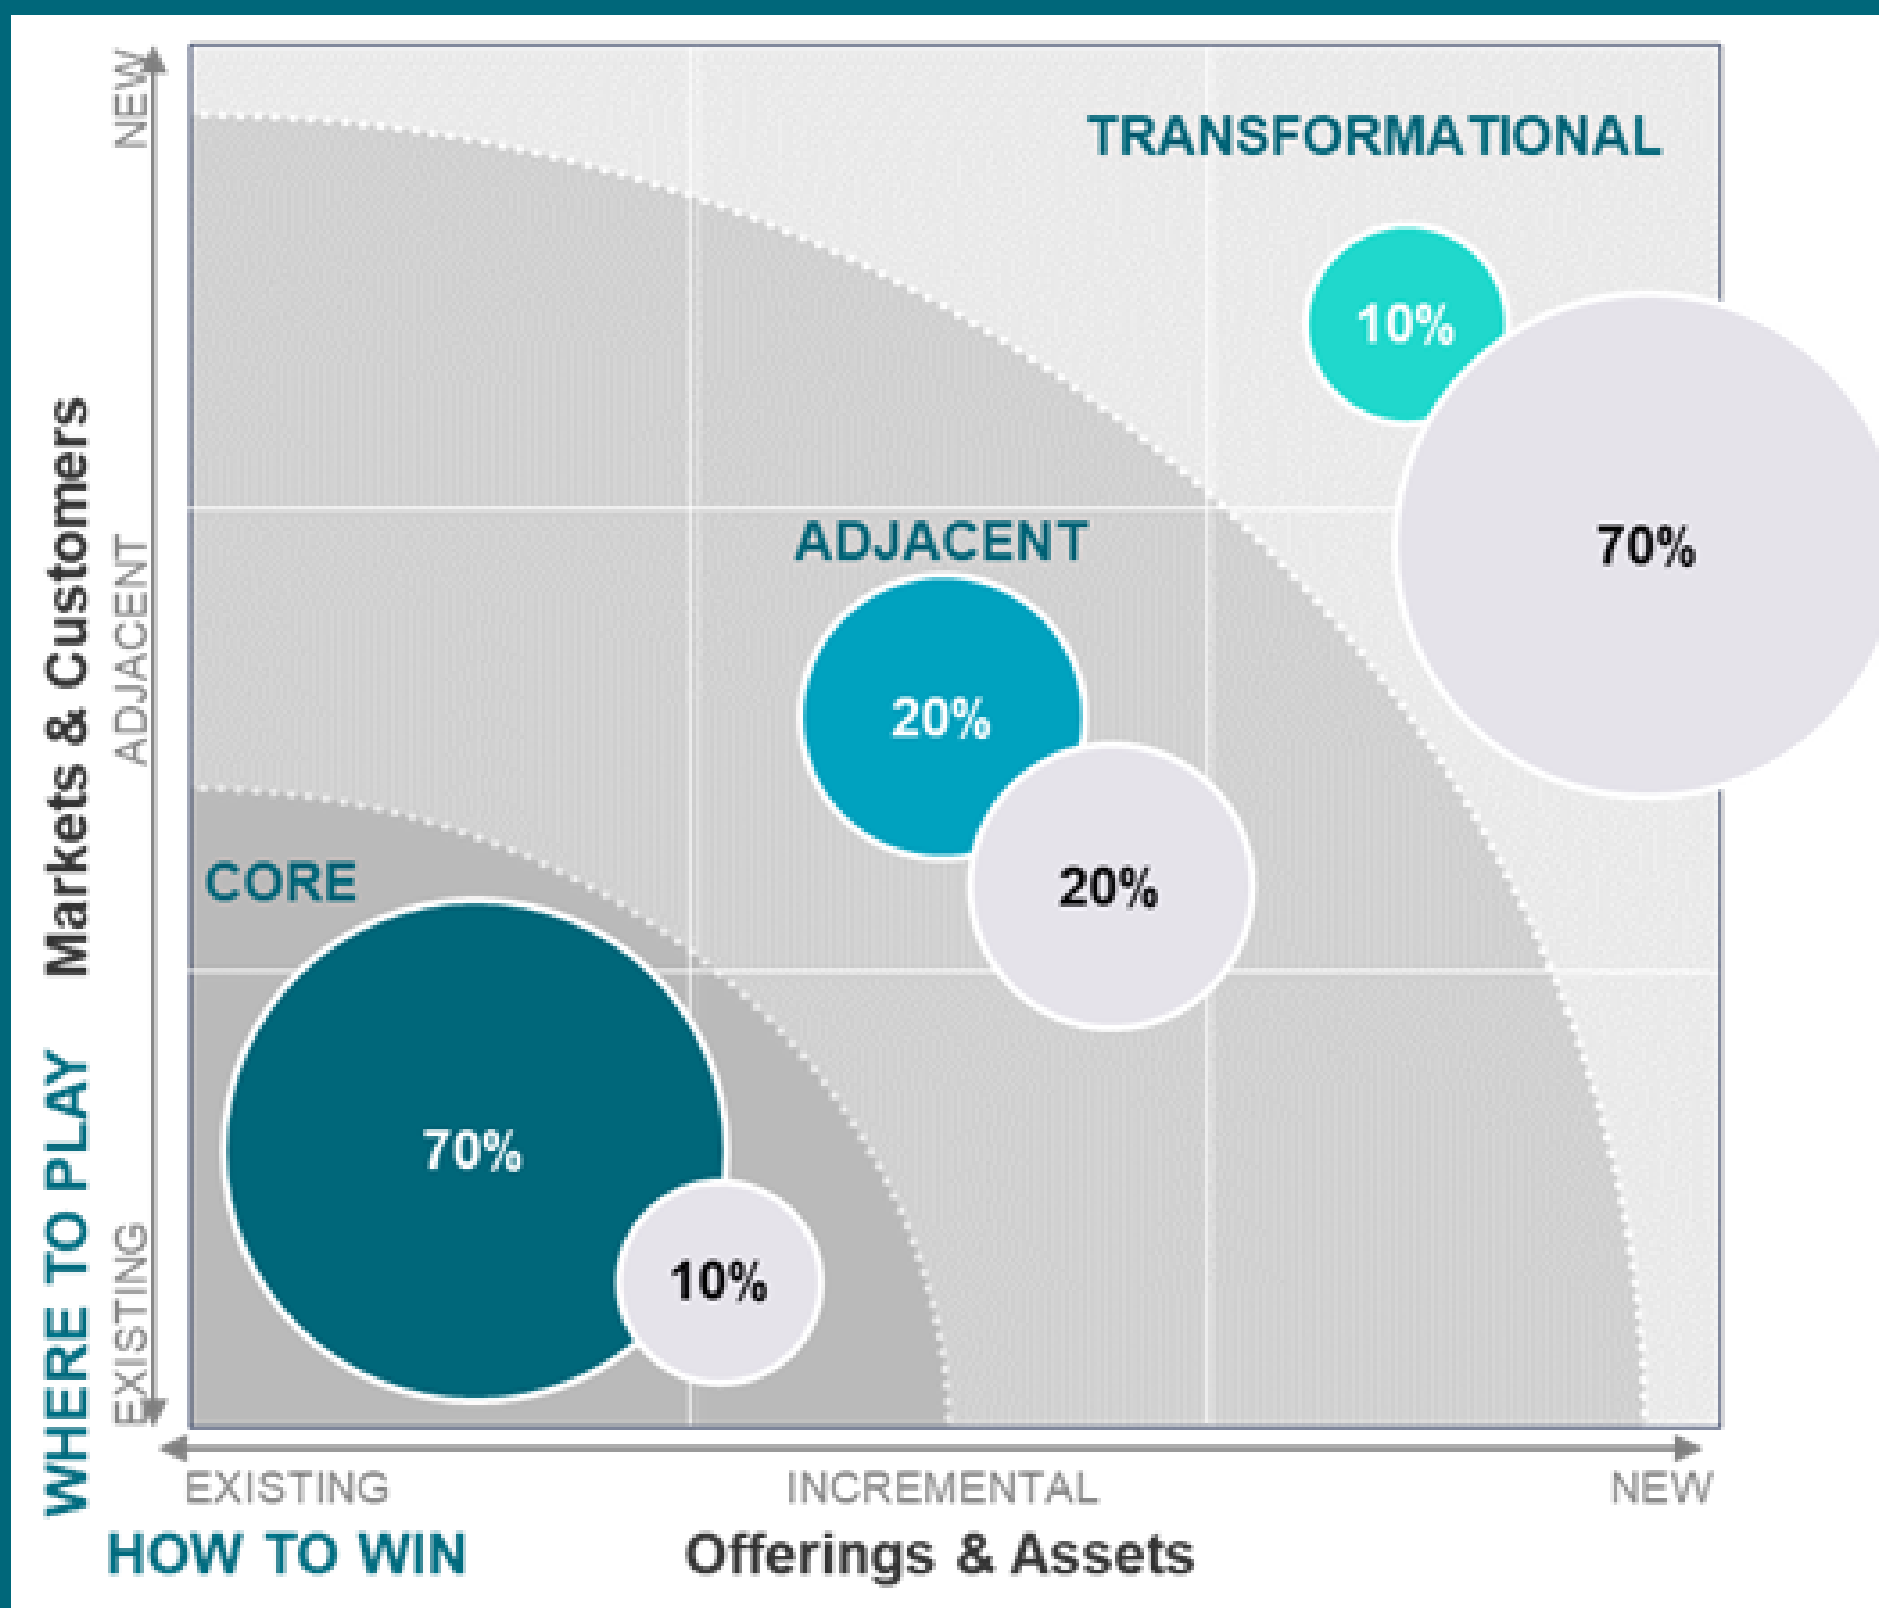 NEW
TRANSFORMATIONAL
10%
70%
Markets & Customers
ADJACENT
ADJACENT
20%
20%
CORE
70%
10%
WHERE TO PLAY
EXISTING
EXISTING
INCREMENTAL
NEW
HOW TO WIN
Offerings & Assets